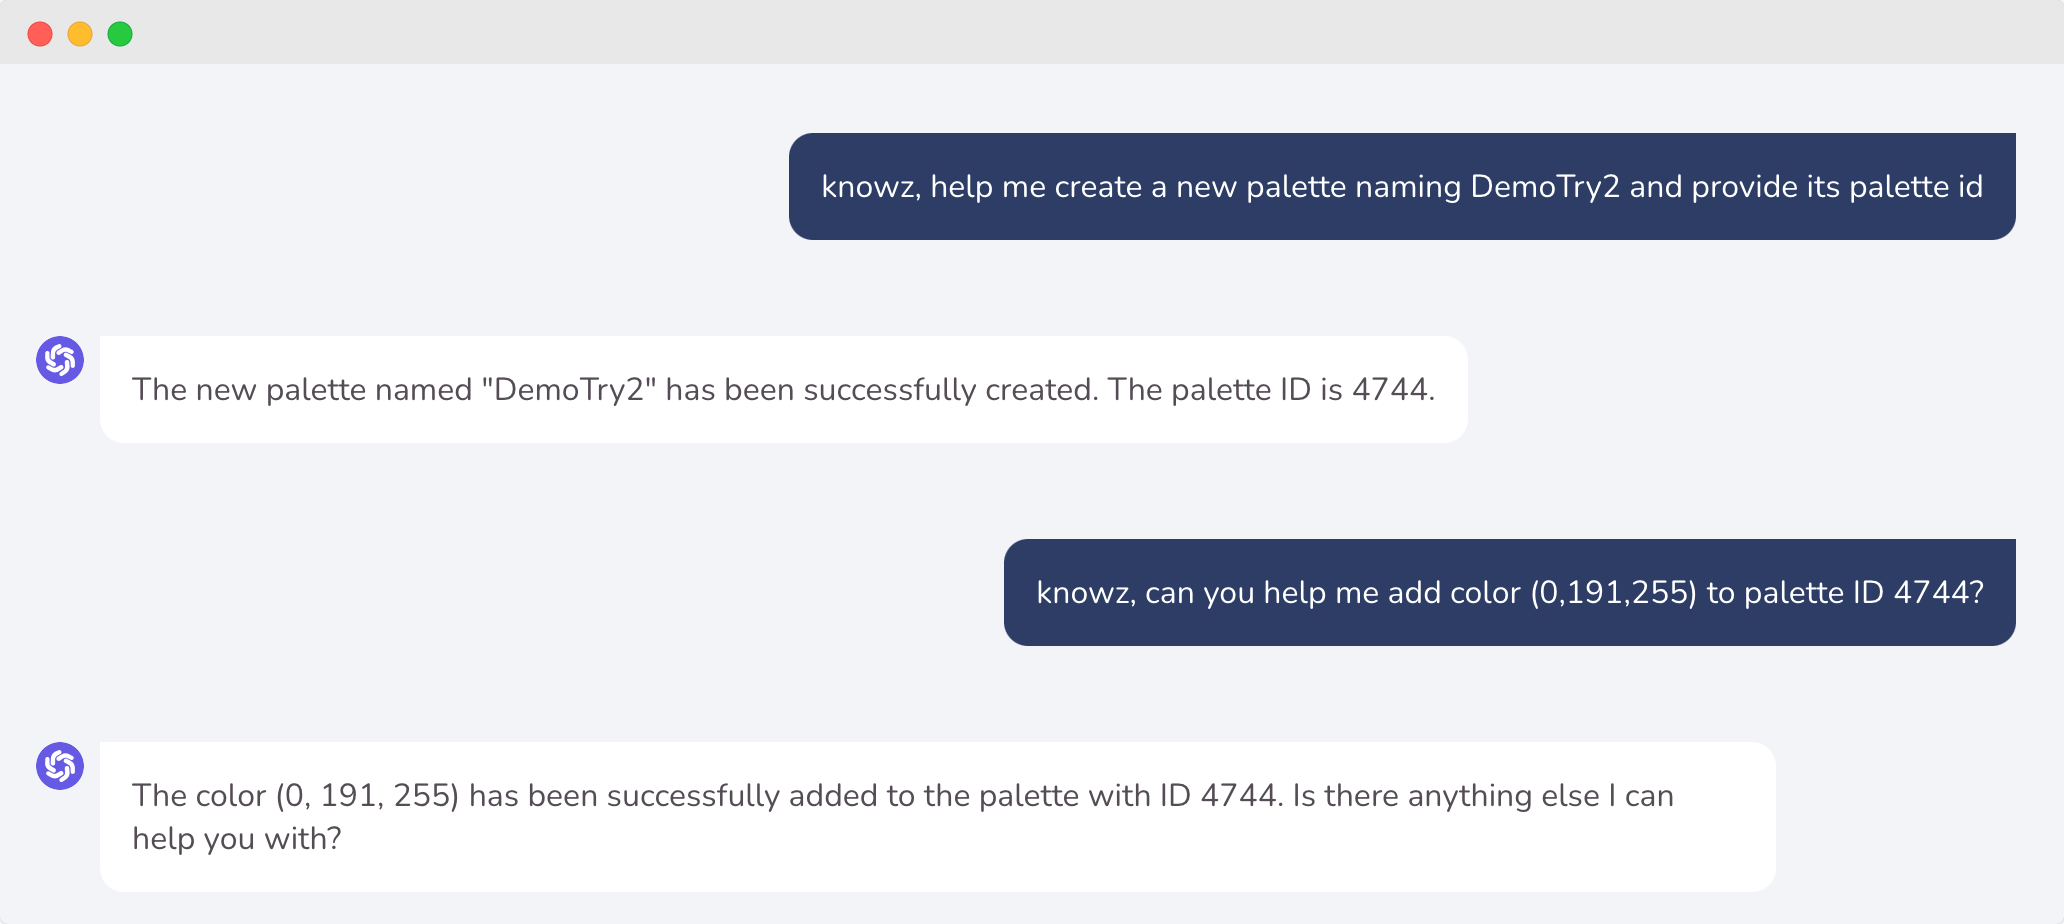 knowz, help me create a new palette naming DemoTry2 and provide its palette id
The new palette named "DemoTry2" has been successfully created. The palette ID is 4744.
knowz, can you help me add color (0,191,255) to palette ID 4744?
The color (0, 191, 255) has been successfully added to the palette with ID 4744. Is there anything else I can
help you with?